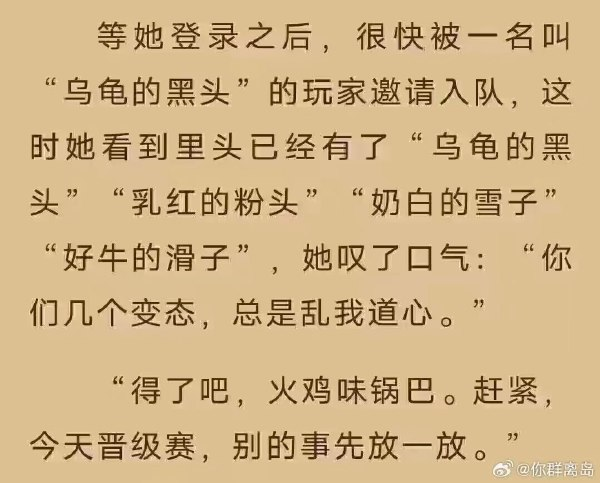 等她登录之后，很快被一名叫
“乌龟的黑头”的玩家邀请入队，这
时她看到里头已经有了“乌龟的黑
头”“乳红的粉头”“奶白的雪子”
“好牛的滑子”，她叹了口气：“你
们几个变态，总是乱我道心。”
“得了吧，火鸡味锅巴。赶紧，
今天晋级赛，别的事先放一放。”
@你群离岛